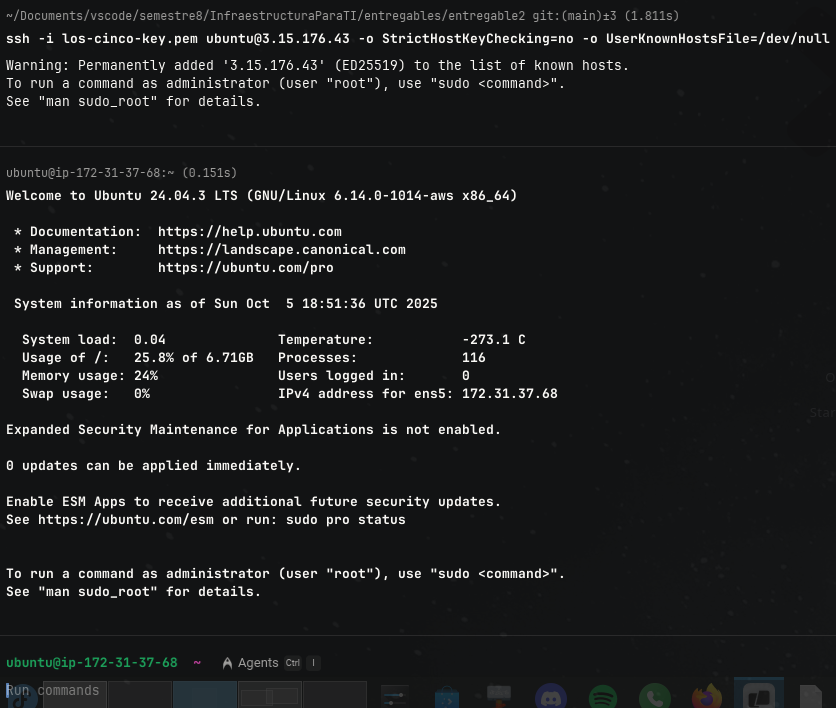 ~/Documents/vscode/semestre8/InfraestructuraParaTI/entregables/entregable2 git:(main)±3 (1.811s)
ssh -i los-cinco-key.pem ubuntu@3.15.176.43 -o StrictHostKeyChecking=no -o UserKnownHostsFile=/dev/null
Warning: Permanently added '3.15.176.43' (ED25519) to the list of known hosts.
To run a command as administrator (user "root"), use "sudo <command>".
See "man sudo_root" for details.
ubuntu@ip-172-31-37-68:~ (0.151s)
Welcome to Ubuntu 24.04.3 LTS (GNU/Linux 6.14.0-1014-aws x86_64)
* Documentation: https://help.ubuntu.com
* Management: https://landscape.canonical.com
* Support: https://ubuntu.com/pro
System information as of Sun Oct 5 18:51:36 UTC 2025
System load: 0.04 Temperature: -273.1 C
Usage of /: 25.8% of 6.71GB Processes: 116
Memory usage: 24% Users logged in: 0
Swap usage: 0% IPv4 address for ens5: 172.31.37.68
Expanded Security Maintenance for Applications is not enabled.
0 updates can be applied immediately.
Enable ESM Apps to receive additional future security updates.
See https://ubuntu.com/esm or run: sudo pro status
To run a command as administrator (user "root"), use "sudo <command>".
See "man sudo_root" for details.
ubuntu@ip-172-31-37-68 ~ Agents Ctrl I
Run commands